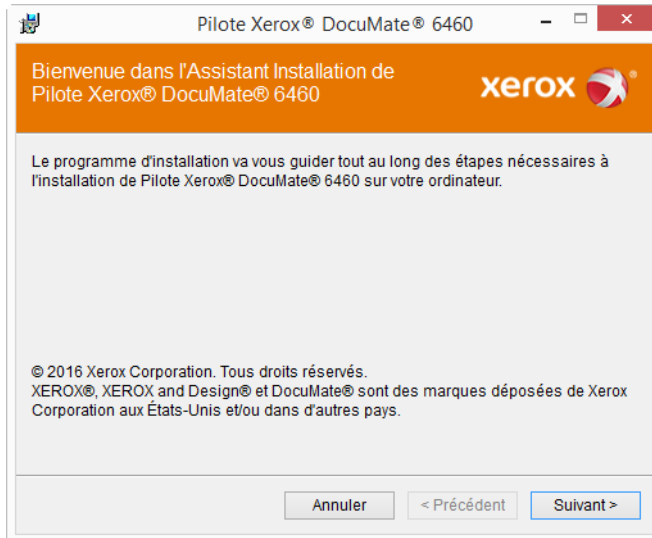 Pilote Xerox® DocuMate® 6460
Bienvenue dans l'Assistant Installation de
Pilote Xerox® DocuMate® 6460
xerox
Le programme d'installation va vous guider tout au long des étapes nécessaires à
l'installation de Pilote Xerox® DocuMate® 6460 sur votre ordinateur.
© 2016 Xerox Corporation. Tous droits réservés.
XEROX®, XEROX and Design® et DocuMate® sont des marques déposées de Xerox
Corporation aux États-Unis et/ou dans d'autres pays.
Annuler
< Précédent
Suivant >